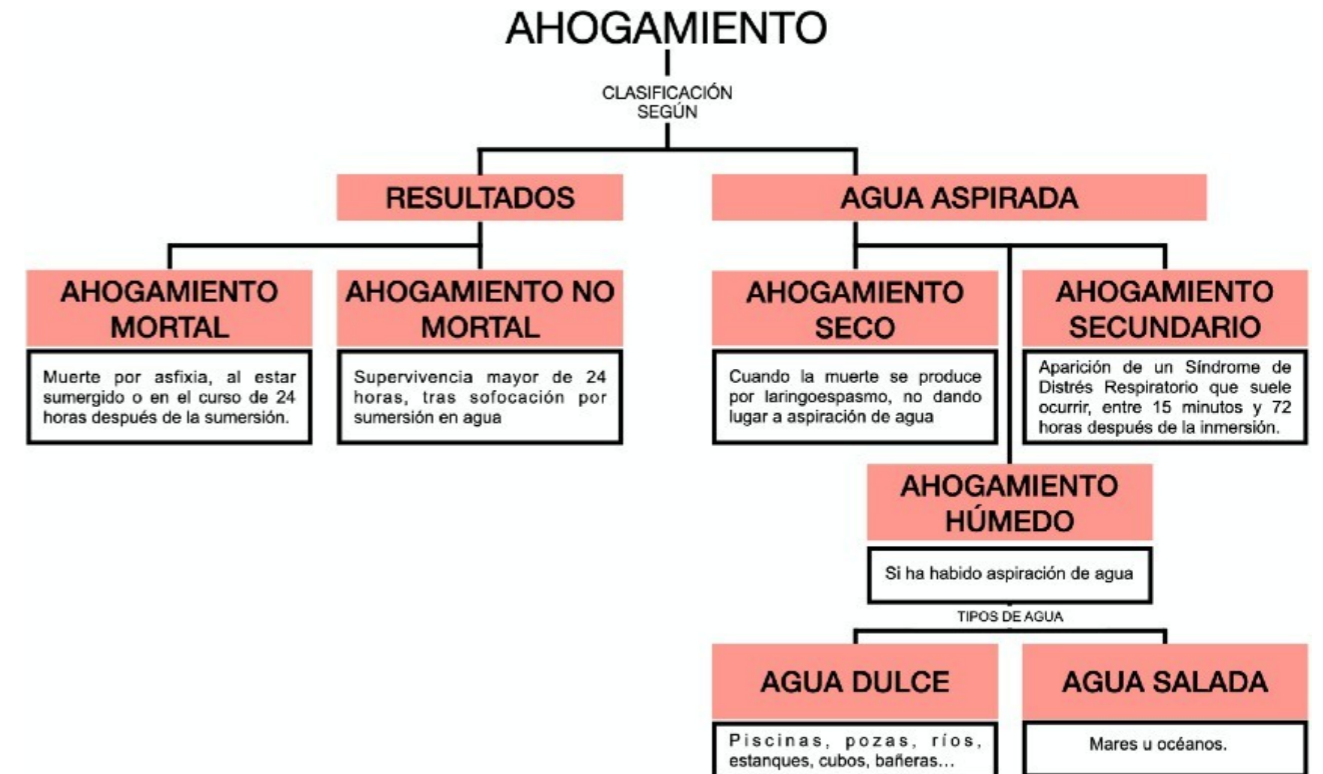 AHOGAMIENTO
CLASIFICACIÓN
SEGÚN
RESULTADOS
AGUA ASPIRADA
AHOGAMIENTO
MORTAL
Muerte por asfixia, al estar
sumergido o en el curso de 24
horas después de la sumersión.
AHOGAMIENTO NO
MORTAL
Supervivencia mayor de 24
horas, tras sofocación por
sumersión en agua
AHOGAMIENTO
SECO
Cuando la muerte se produce
por laringoespasmo, no dando
lugar a aspiración de agua
AHOGAMIENTO
SECUNDARIO
Aparición de un Síndrome de
Distrés Respiratorio que suele
ocurrir, entre 15 minutos y 72
horas después de la inmersión.
AHOGAMIENTO
HÚMEDO
Si ha habido aspiración de agua
TIPOS DE AGUA
AGUA DULCE
Piscinas, pozas, ríos,
estanques, cubos, bañeras...
AGUA SALADA
Mares u océanos.